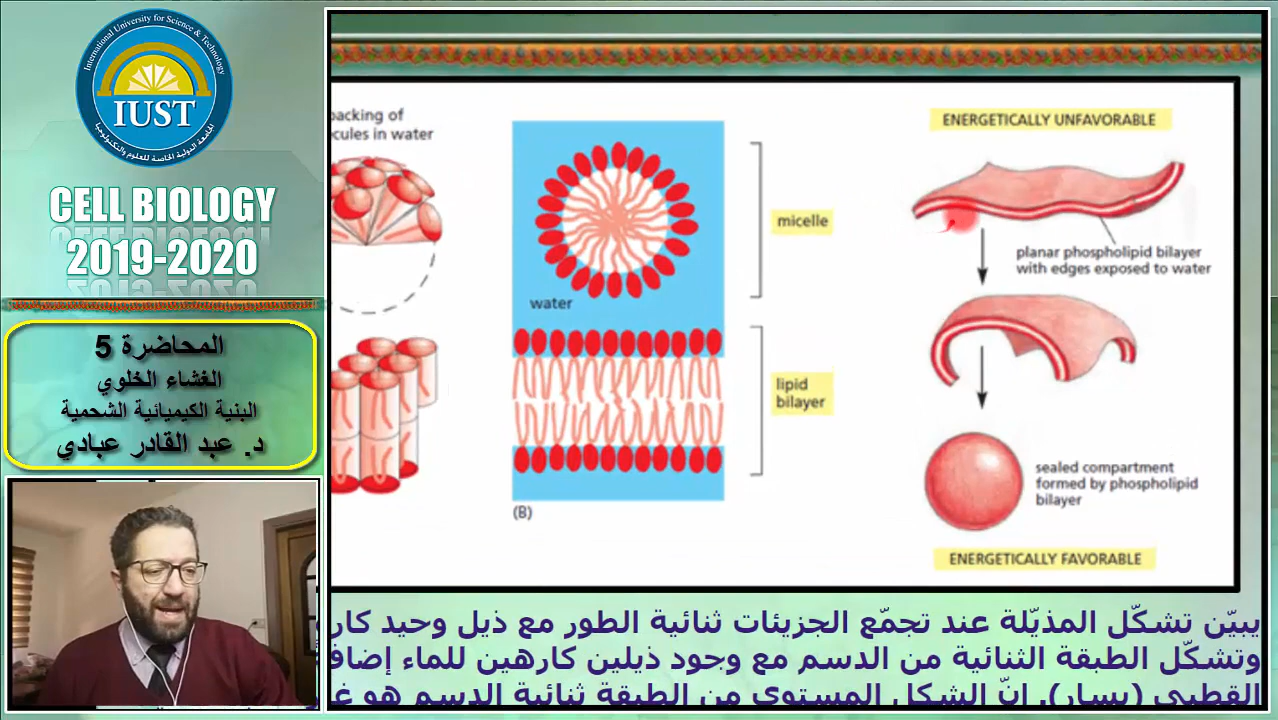 International University for Science & Technology
IUST
الجامعة الدولية الخاصة للعلوم والتكنولوجيا
CELL BIOLOGY
2019-2020
المحاضرة 5
الغشاء الخلوي
البنية الكيميائية الشحمية
د. عبد القادر عبادي
packing of
cules in water
water
(B)
micelle
lipid
bilayer
ENERGETICALLY UNFAVORABLE
planar phospholipid bilayer
with edges exposed to water
sealed compartment
formed by phospholipid
bilayer
ENERGETICALLY FAVORABLE
يبيّن تشكّل المذيّلة عند تجمّع الجزيئات ثنائية الطور مع ذيل وحيد كار
وتشكّل الطبقة الثنائية من الدسم مع وجود ذيلين كارهين للماء إضاف
القطبي (يسار). إنّ الشكل المستوي من الطبقة ثنائية الدسم هو غ